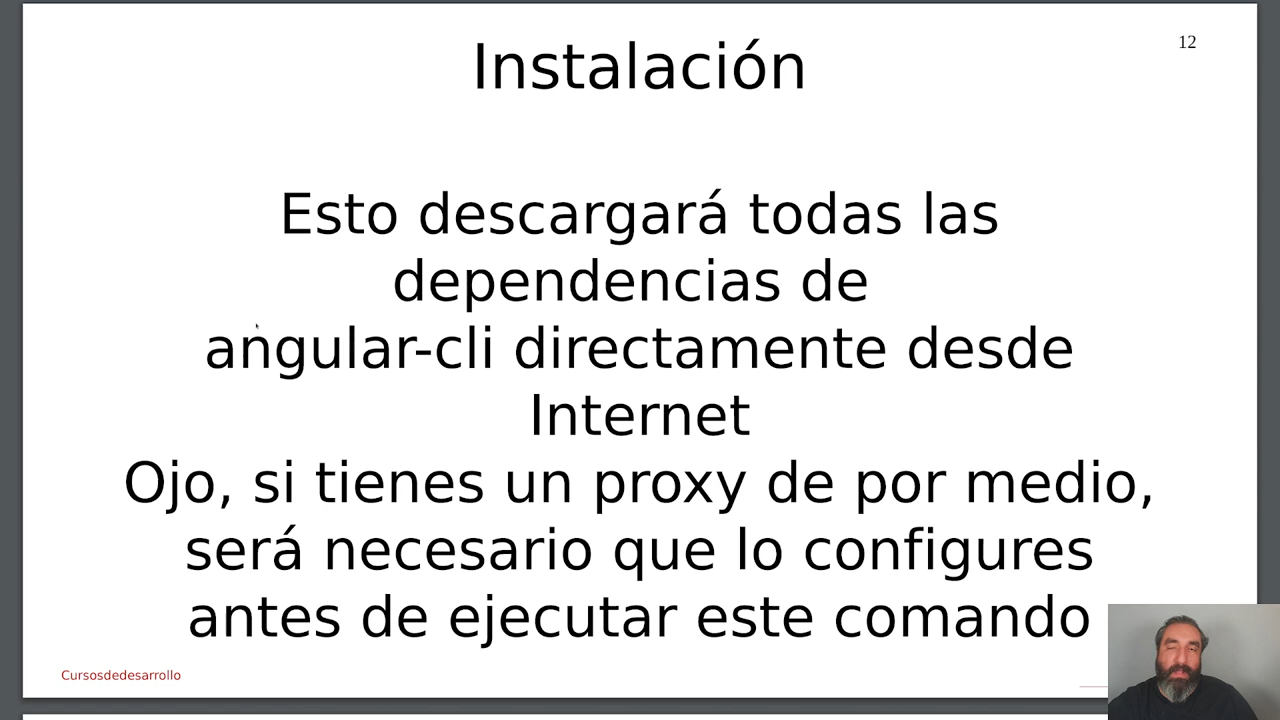 Instalación
12
Esto descargará todas las
dependencias de
angular-cli directamente desde
Internet
Ojo, si tienes un proxy de por medio,
será necesario que lo configures
antes de ejecutar este comando
Cursosdedesarrollo